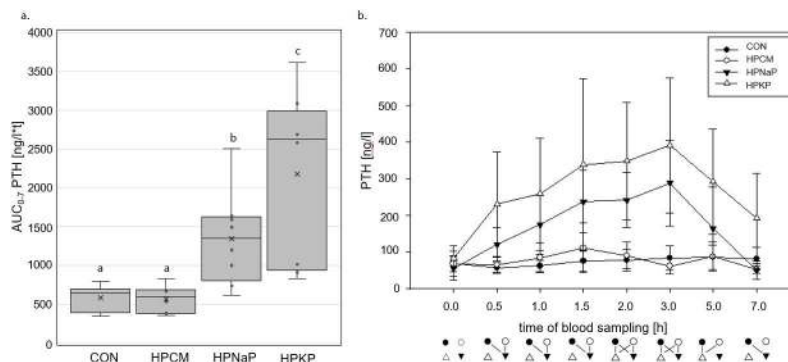 a.
AUC0-7 PTH [ng/l*t]
4000
3500
3000
2500
2000
1500
1000
500
0
a
a
b
c
CON HPCM HPNaP HPKP
b.
PTH [ng/l]
700
600
500
400
300
200
100
0
CON
HPCM
HPNaP
HPKP
0.0 0.5 1.0 1.5 2.0 3.0 5.0 7.0
time of blood sampling [h]